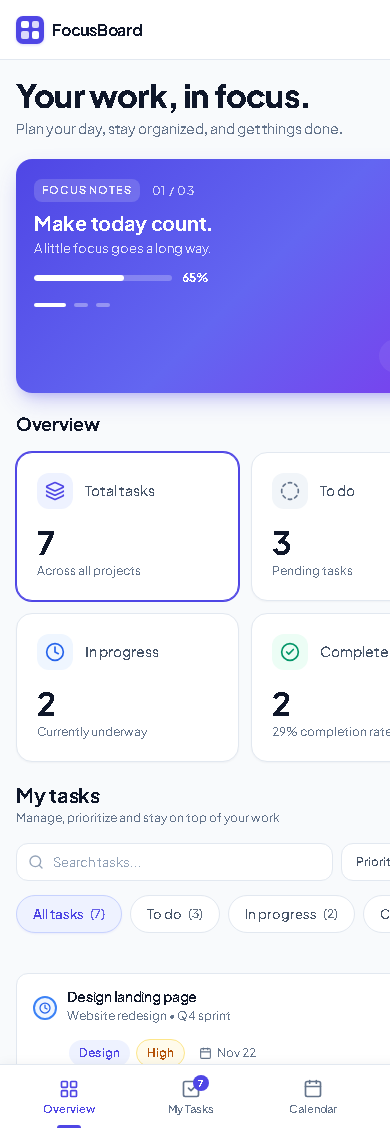 FocusBoard
Your work, in focus.
Plan your day, stay organized, and get things done.
FOCUS NOTES 01 / 03
Make today count.
A little focus goes a long way.
65%
Overview
Total tasks
7
Across all projects
To do
3
Pending tasks
In progress
2
Currently underway
Complete
2
29% completion rate
My tasks
Manage, prioritize and stay on top of your work
Search tasks...
Priorit
All tasks (7) To do (3) In progress (2) C
Design landing page
Website redesign • Q4 sprint
Design High Nov 22
7
Overview My Tasks Calendar